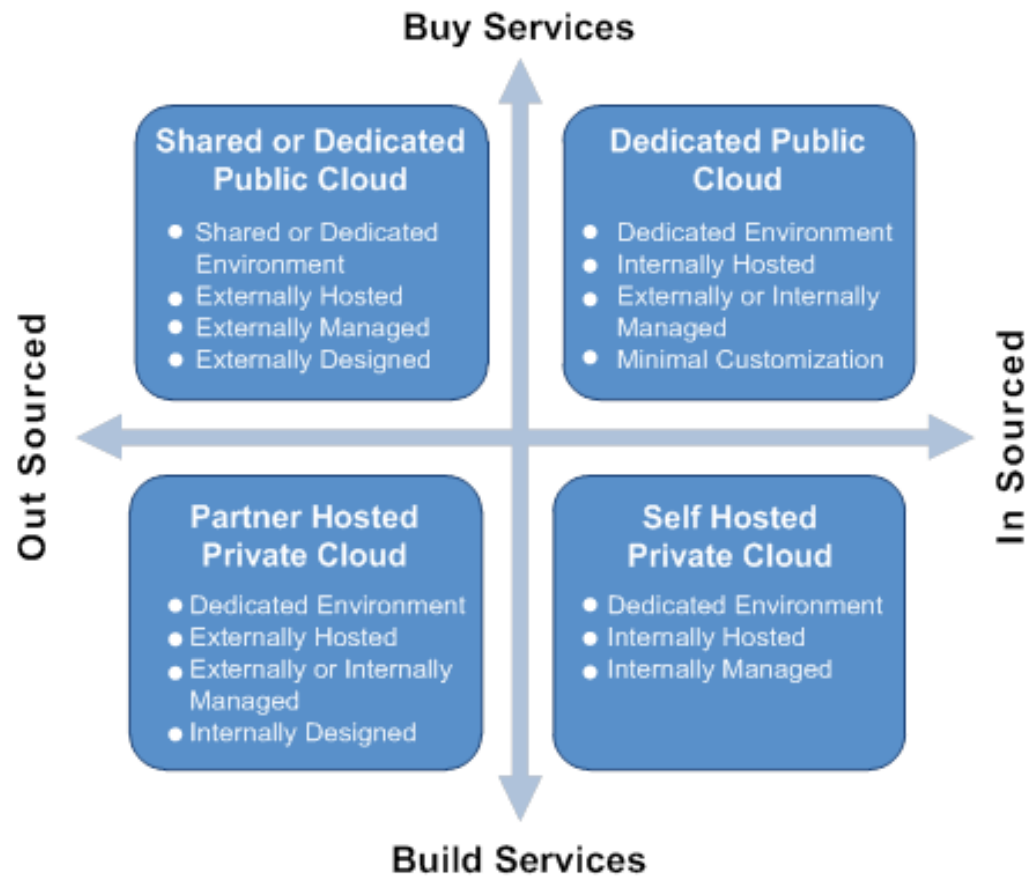 Buy Services
Shared or Dedicated
Public Cloud
● Shared or Dedicated
Environment
● Externally Hosted
● Externally Managed
● Externally Designed
Dedicated Public
Cloud
● Dedicated Environment
● Internally Hosted
● Externally or Internally
Managed
● Minimal Customization
Out Sourced
In Sourced
Partner Hosted
Private Cloud
● Dedicated Environment
● Externally Hosted
● Externally or Internally
Managed
● Internally Designed
Self Hosted
Private Cloud
● Dedicated Environment
● Internally Hosted
● Internally Managed
Build Services